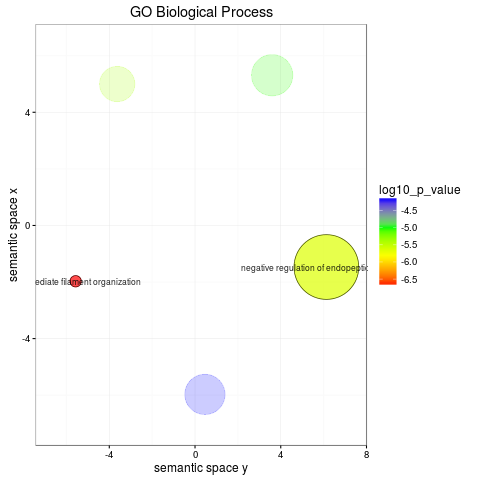 GO Biological Process
semantic space x
4
0
-4
ediate filament organization
negative regulation of endopeptic
-4
0
4
8
semantic space y
log10_p_value
-4.5
-5.0
-5.5
-6.0
-6.5